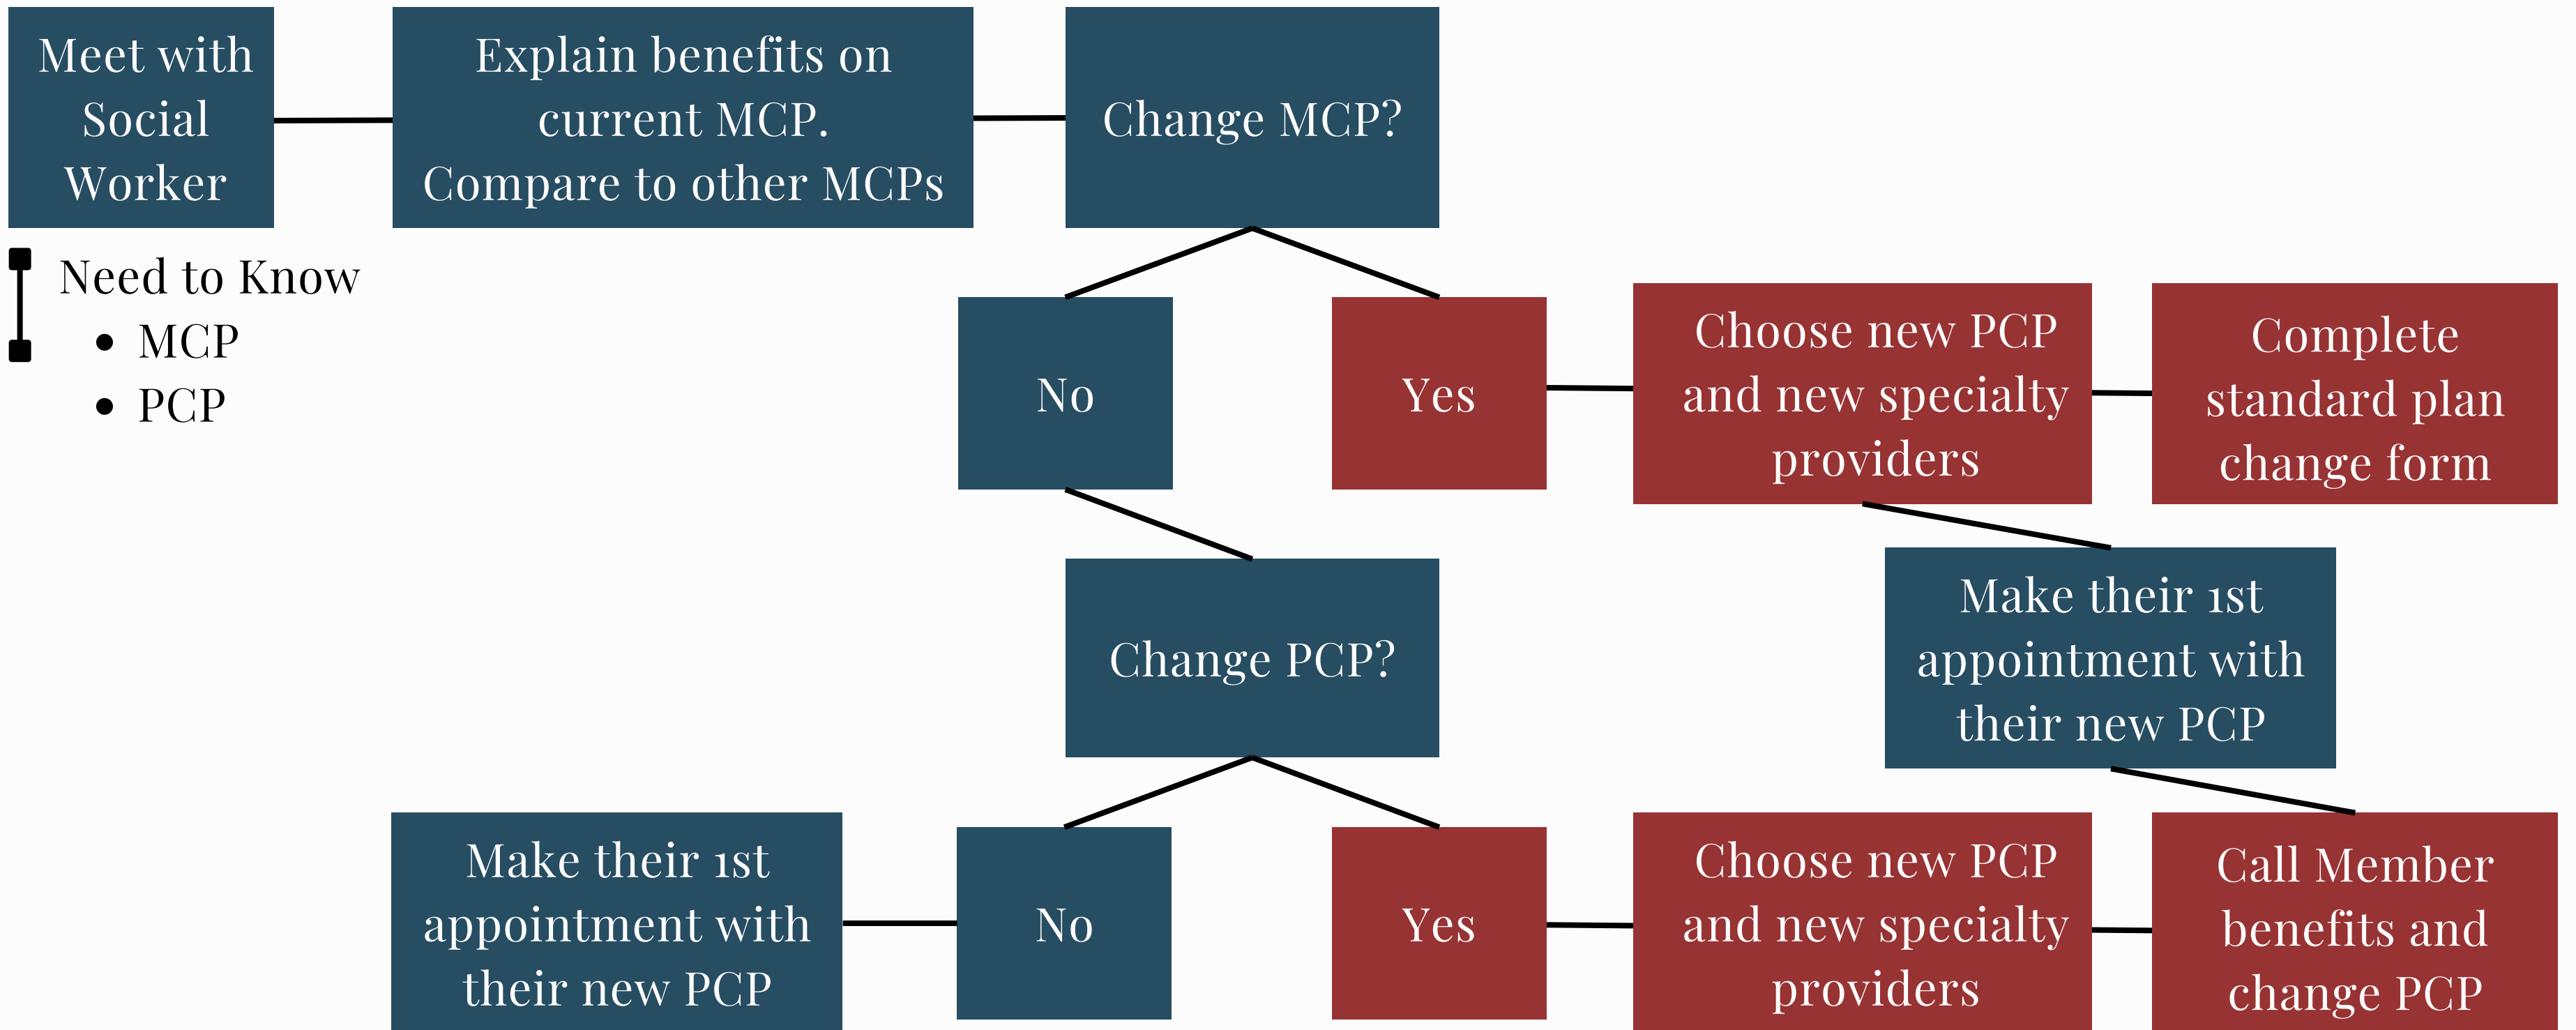 Meet with
Social
Worker
Explain benefits on
current MCP.
Compare to other MCPs
Change MCP?
Need to Know
• MCP
• PCP
No
Yes
Choose new PCP
and new specialty
providers
Complete
standard plan
change form
Change PCP?
Make their 1st
appointment with
their new PCP
Make their 1st
appointment with
their new PCP
No
Yes
Choose new PCP
and new specialty
providers
Call Member
benefits and
change PCP